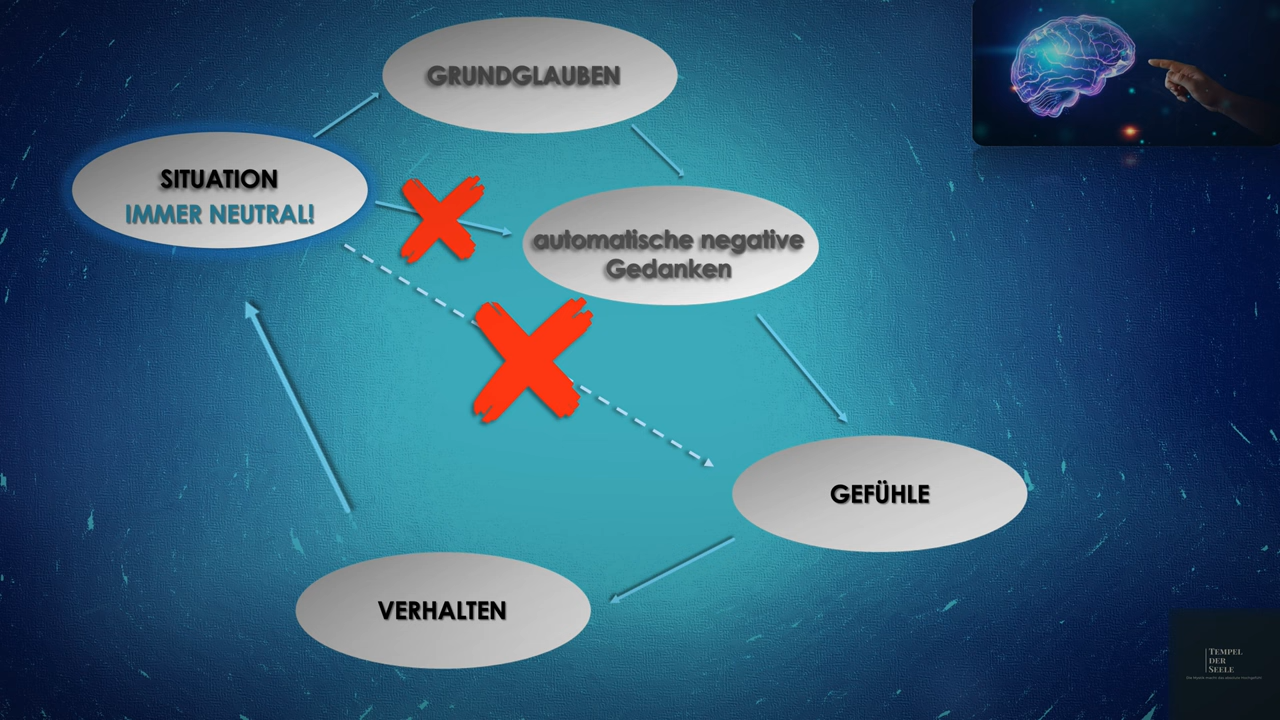 GRUNDGLAUBEN
SITUATION
IMMER NEUTRAL!
automatische negative
Gedanken
GEFÜHLE
VERHALTEN
TEMPEL
DER
SEELE